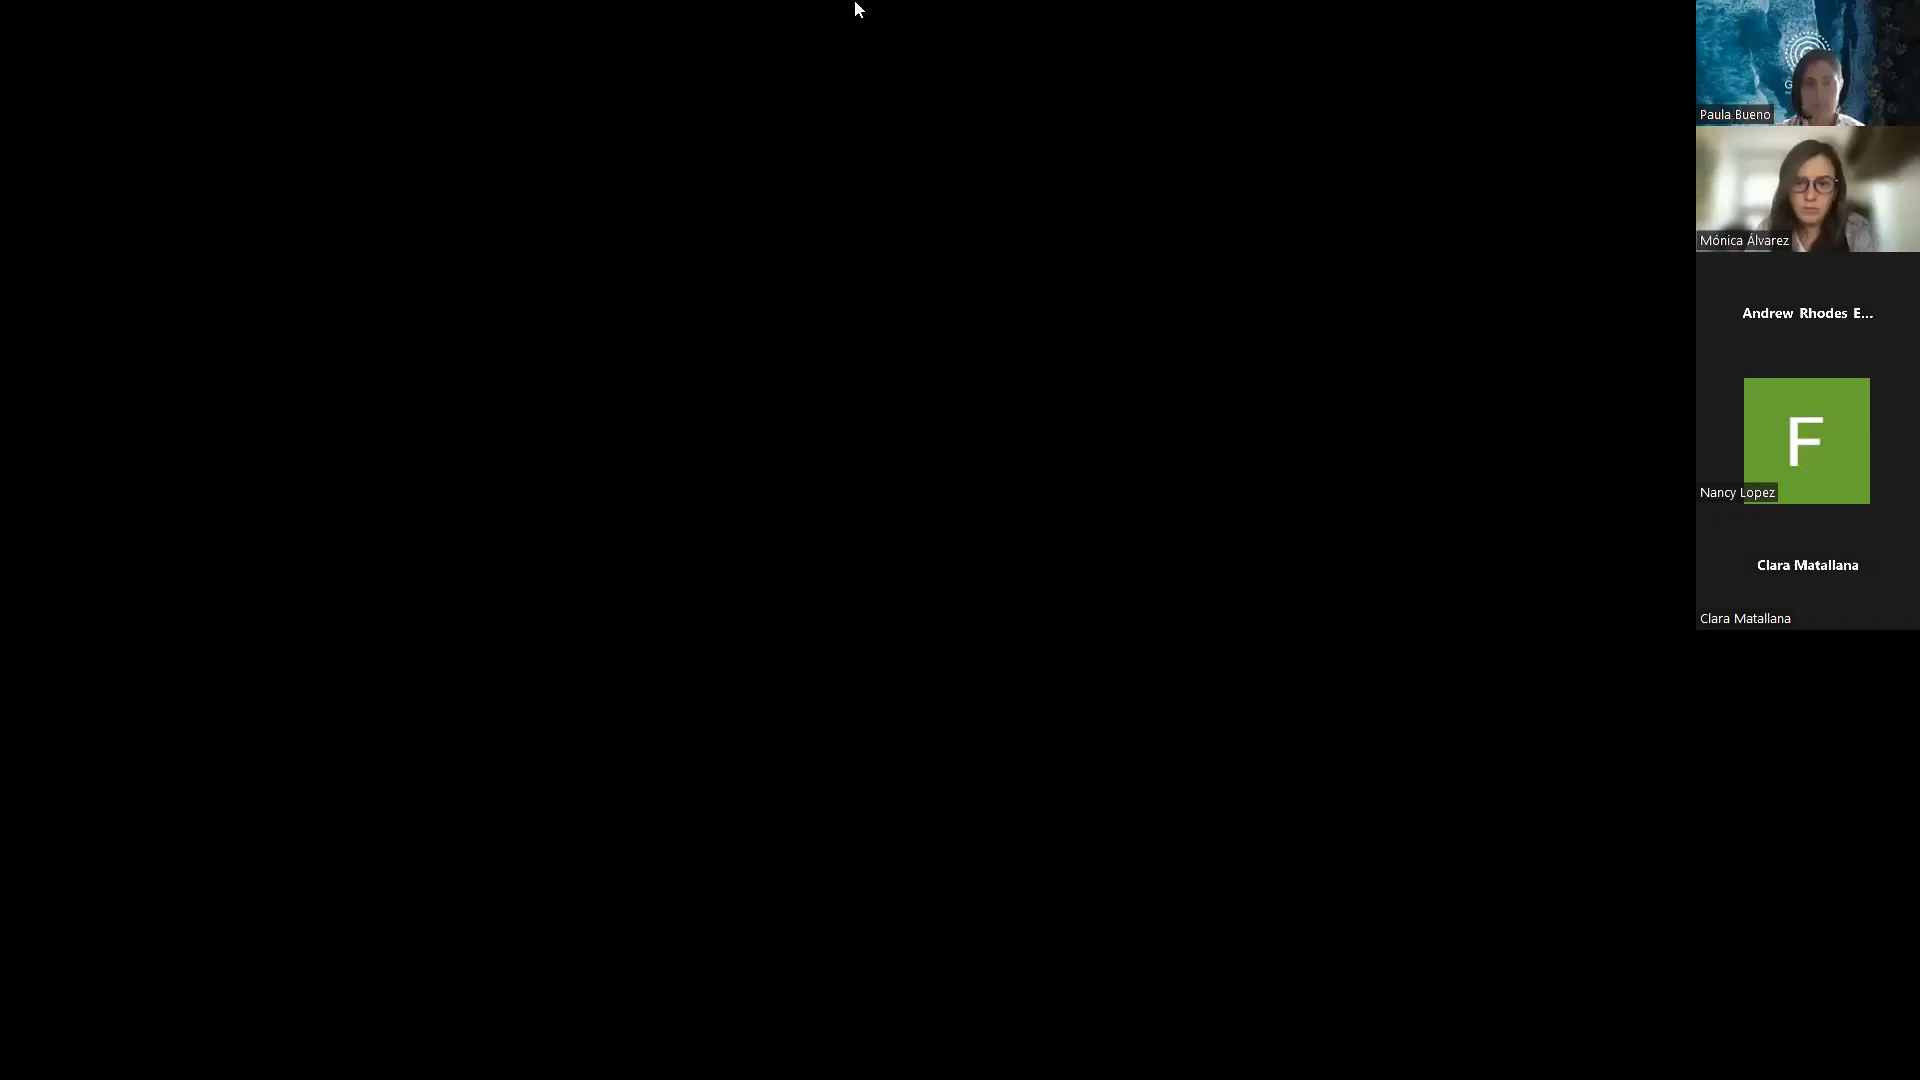 Paula Bueno
Mónica Álvarez
Andrew Rhodes E...
F
Nancy Lopez
Clara Matallana
Clara Matallana